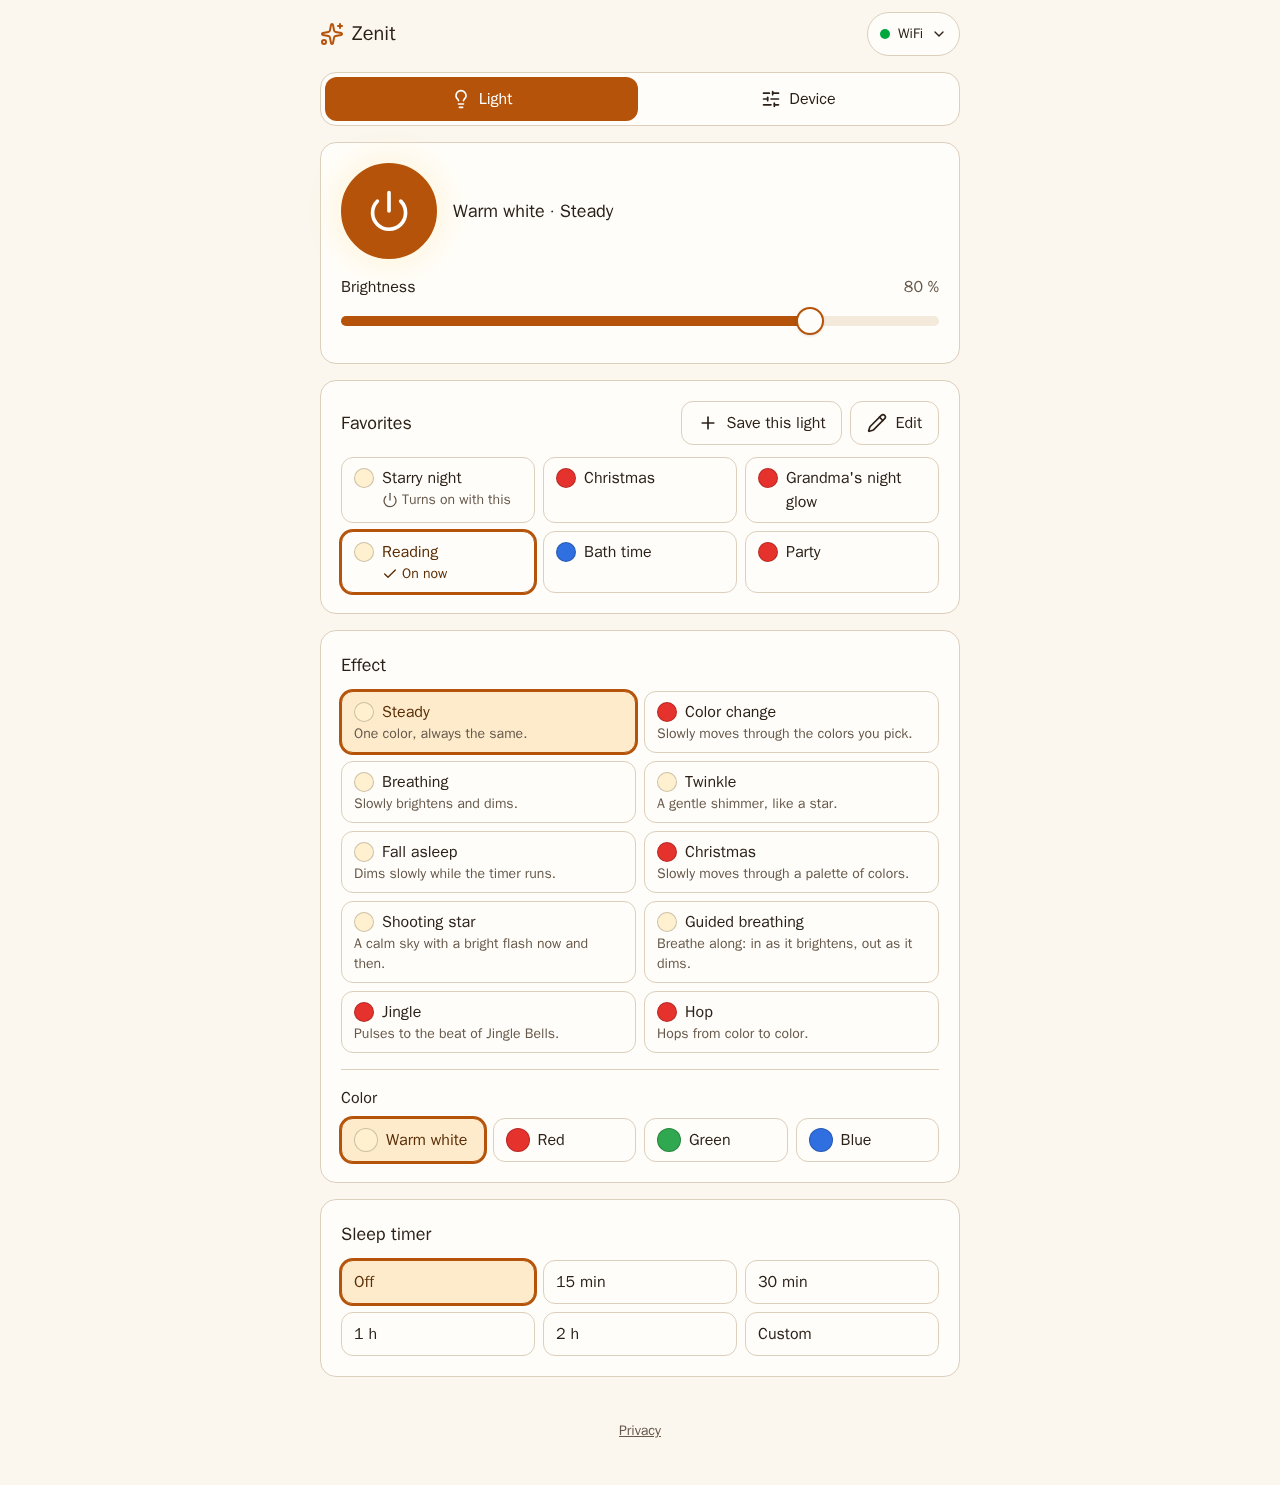 Zenit
WiFi
Light
Device
Warm white · Steady
Brightness
80 %
Favorites
Save this light
Edit
Starry night
Turns on with this
Christmas
Grandma's night
glow
Reading
On now
Bath time
Party
Effect
Steady
One color, always the same.
Color change
Slowly moves through the colors you pick.
Breathing
Slowly brightens and dims.
Twinkle
A gentle shimmer, like a star.
Fall asleep
Dims slowly while the timer runs.
Christmas
Slowly moves through a palette of colors.
Shooting star
A calm sky with a bright flash now and
then.
Guided breathing
Breathe along: in as it brightens, out as it
dims.
Jingle
Pulses to the beat of Jingle Bells.
Hop
Hops from color to color.
Color
Warm white
Red
Green
Blue
Sleep timer
Off
15 min
30 min
1 h
2 h
Custom
Privacy